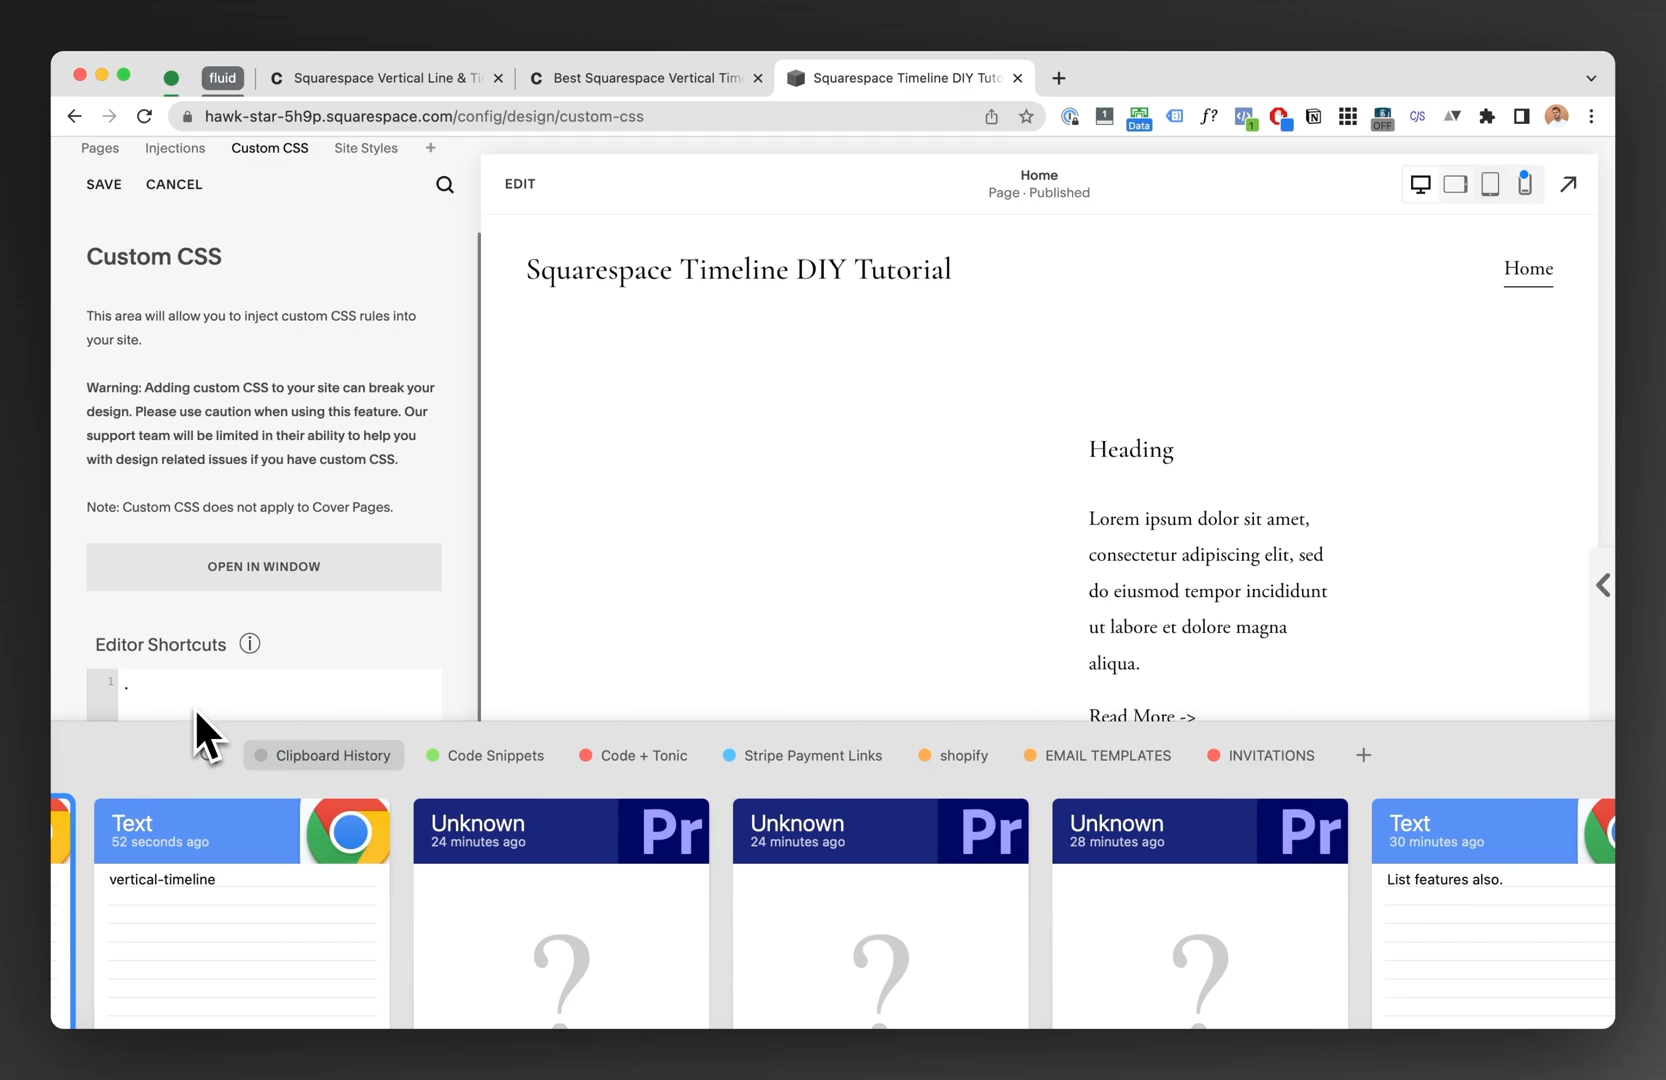 fluid
Squarespace Vertical Line & Ti
Best Squarespace Vertical Tim
Squarespace Timeline DIY Tuto
hawk-star-5h9p.squarespace.com/config/design/custom-css
1
Data
f?
1
OFF
C/S
Pages
Injections
Custom CSS
Site Styles
SAVE
CANCEL
EDIT
Home
Page · Published
Custom CSS
This area will allow you to inject custom CSS rules into
your site.
Warning: Adding custom CSS to your site can break your
design. Please use caution when using this feature. Our
support team will be limited in their ability to help you
with design related issues if you have custom CSS.
Note: Custom CSS does not apply to Cover Pages.
OPEN IN WINDOW
Editor Shortcuts
1
.
Squarespace Timeline DIY Tutorial
Home
Heading
Lorem ipsum dolor sit amet,
consectetur adipiscing elit, sed
do eiusmod tempor incididunt
ut labore et dolore magna
aliqua.
Read More ->
Clipboard History
Code Snippets
Code + Tonic
Stripe Payment Links
shopify
EMAIL TEMPLATES
INVITATIONS
Text
52 seconds ago
vertical-timeline
Unknown
24 minutes ago
Pr
?
Unknown
24 minutes ago
Pr
?
Unknown
28 minutes ago
Pr
?
Text
30 minutes ago
List features also.